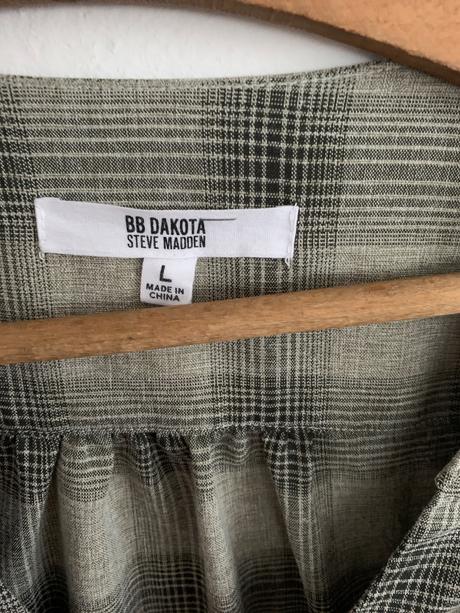 BB DAKOTA
STEVE MADDEN
L
MADE IN
CHINA